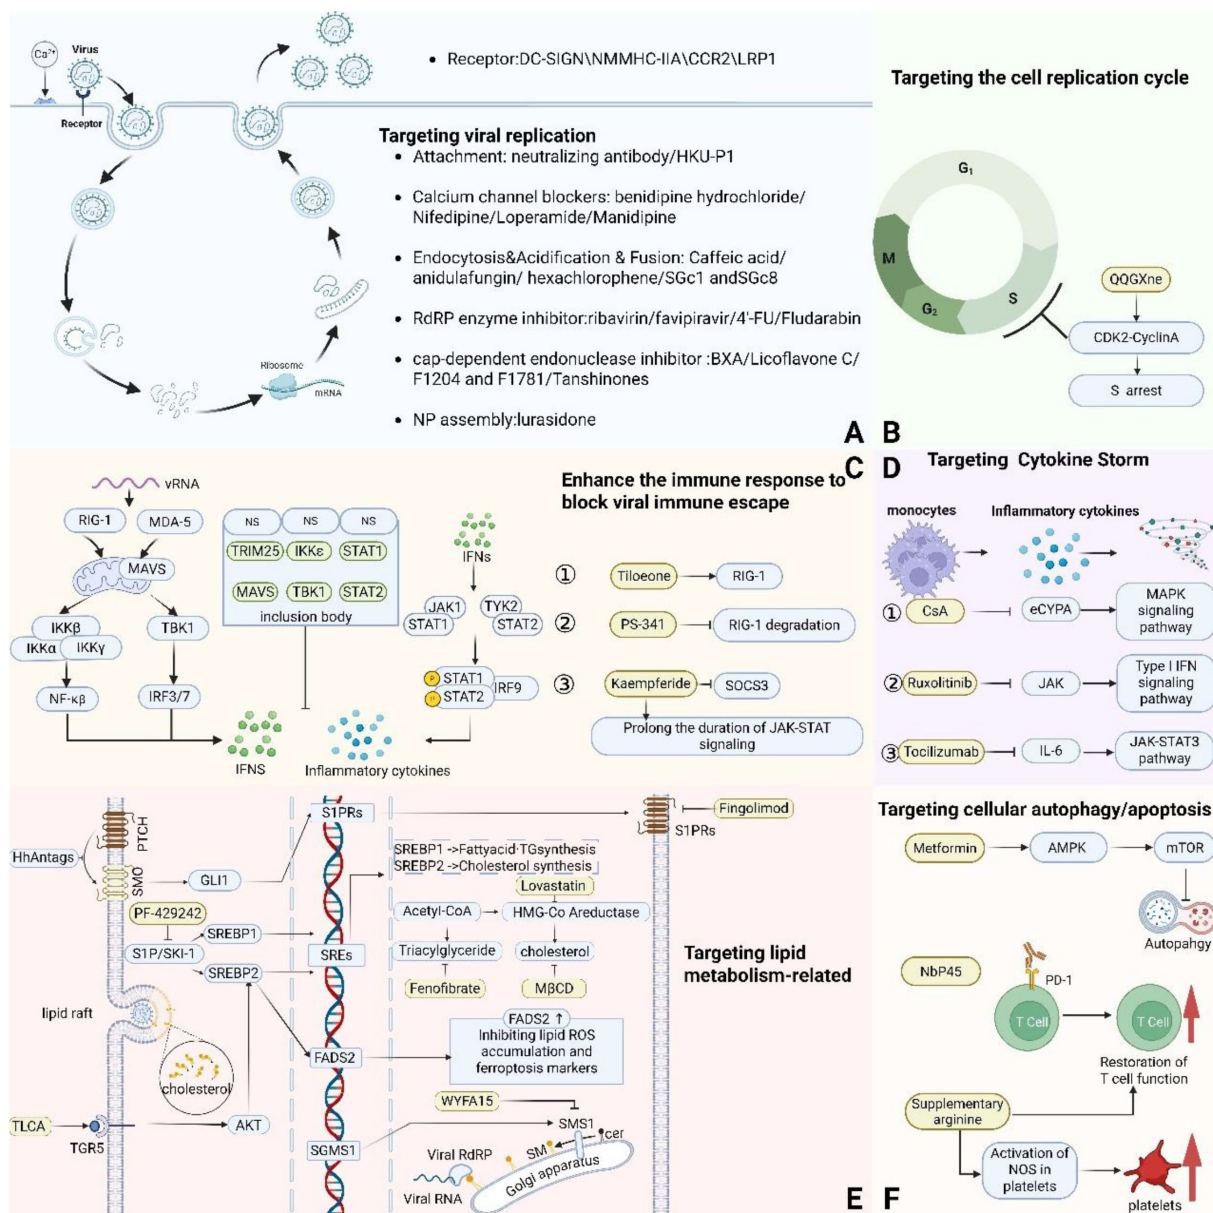 Ca²⁺
Virus
Receptor
Ribosome
mRNA
Receptor:DC-SIGN\NMMHC-IIA\CCR2\LRP1
Targeting viral replication
Attachment: neutralizing antibody/HKU-P1
Calcium channel blockers: benidipine hydrochloride/
Nifedipine/Loperamide/Manidipine
Endocytosis&Acidification & Fusion: Caffeic acid/
anidulafungin/ hexachlorophene/SGc1 andSGc8
RdRP enzyme inhibitor:ribavirin/favipiravir/4'-FU/Fludarabin
cap-dependent endonuclease inhibitor :BXA/Licoflavone C/
F1204 and F1781/Tanshinones
NP assembly:lurasidone
A
B
Targeting the cell replication cycle
G₁
M
G₂
S
QQGXne
CDK2-CyclinA
S arrest
C
Enhance the immune response to
block viral immune escape
vRNA
RIG-1
MDA-5
MAVS
IKKβ
IKKα
IKKγ
TBK1
NF-κβ
IRF3/7
IFNS
NS
NS
NS
TRIM25
IKKε
STAT1
MAVS
TBK1
STAT2
inclusion body
Inflammatory cytokines
IFNs
JAK1
STAT1
TYK2
STAT2
P
STAT1
P
STAT2
IRF9
①
Tiloeone
RIG-1
②
PS-341
RIG-1 degradation
③
Kaempferide
SOCS3
Prolong the duration of JAK-STAT
signaling
D
Targeting Cytokine Storm
monocytes
Inflammatory cytokines
①
CsA
eCYPA
MAPK
signaling
pathway
②
Ruxolitinib
JAK
Type I IFN
signaling
pathway
③
Tocilizumab
IL-6
JAK-STAT3
pathway
E
Targeting lipid
metabolism-related
PTCH
HhAntags
SMO
GLI1
PF-429242
S1P/SKI-1
SREBP1
SREBP2
lipid raft
cholesterol
TLCA
TGR5
AKT
S1PRs
SREs
FADS2
SGMS1
S1PRs
Fingolimod
SREBP1 ->Fattyacid·TGsynthesis
SREBP2 ->Cholesterol synthesis
Lovastatin
Acetyl-CoA
HMG-Co Areductase
Triacylglyceride
cholesterol
Fenofibrate
MβCD
FADS2 ↑
Inhibiting lipid ROS
accumulation and
ferroptosis markers
WYFA15
SMS1
cer
SM
Golgi apparatus
Viral RdRP
Viral RNA
F
Targeting cellular autophagy/apoptosis
Metformin
AMPK
mTOR
Autopahgy
NbP45
PD-1
T Cell
T Cell
Restoration of
T cell function
Supplementary
arginine
Activation of
NOS in
platelets
platelets